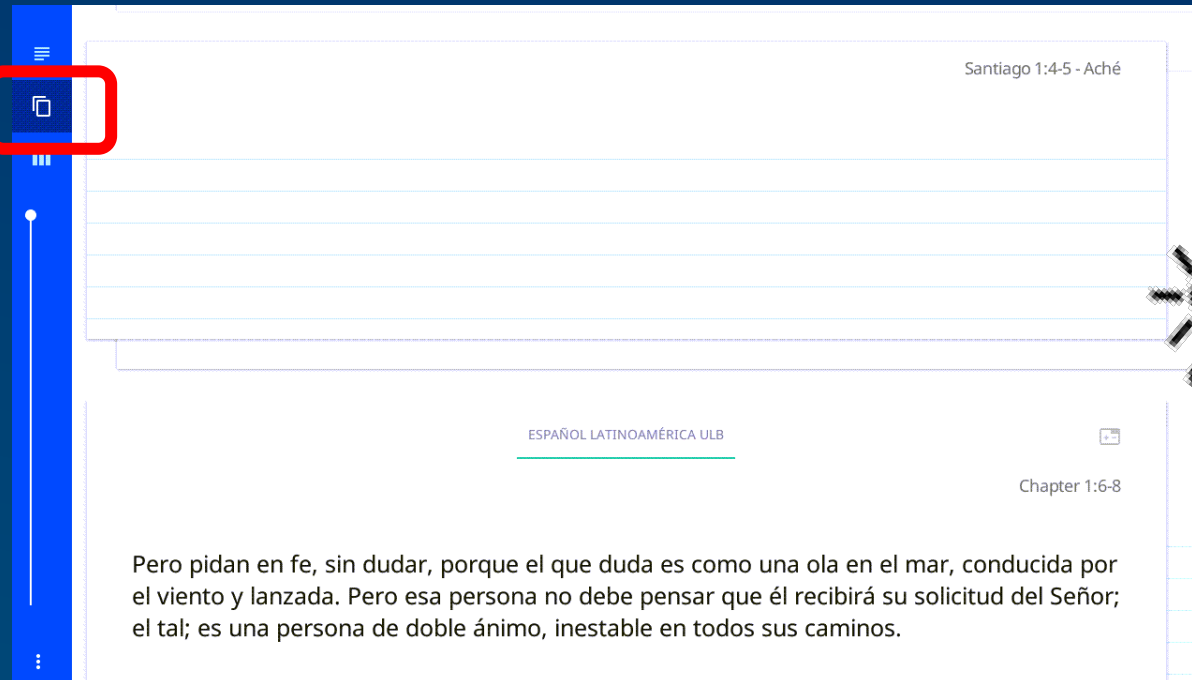 Santiago 1:4-5 - Aché
ESPAÑOL LATINOAMÉRICA ULB
Chapter 1:6-8
Pero pidan en fe, sin dudar, porque el que duda es como una ola en el mar, conducida por
el viento y lanzada. Pero esa persona no debe pensar que él recibirá su solicitud del Señor;
el tal; es una persona de doble ánimo, inestable en todos sus caminos.